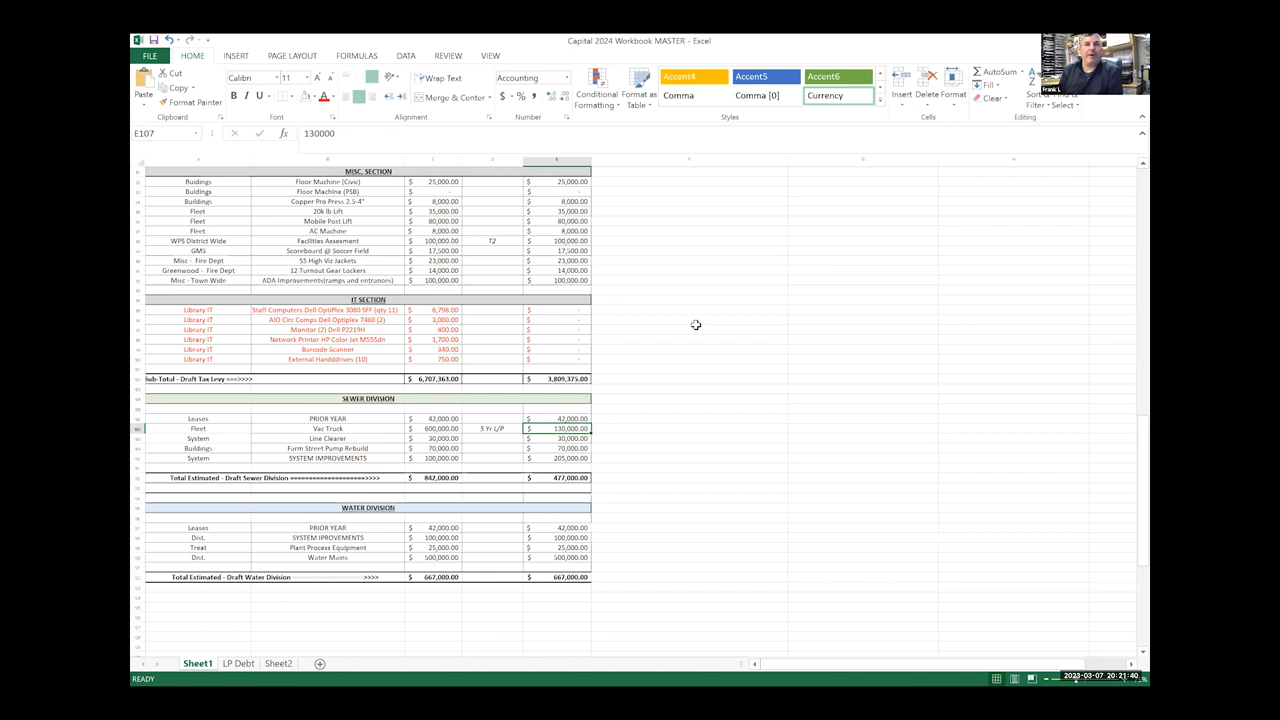 Capital 2024 Workbook MASTER - Excel
FILE HOME INSERT PAGE LAYOUT FORMULAS DATA REVIEW VIEW
Cut
Copy
Format Painter
Paste
Clipboard
Calibri 11
B I U
Font
Wrap Text
Merge & Center
Alignment
Accounting
$ % ,
Number
Conditional Formatting
Format as Table
Accent4 Accent5 Accent6
Comma Comma [0] Currency
Styles
Insert Delete Format
Cells
AutoSum
Fill
Clear
Sort & Find &
Filter Select
Editing
Frank L
E107 fx 130000
A B C D E F G H
MISC. SECTION
Buidings Floor Machine (Civic) $ 25,000.00 $ 25,000.00
Buildings Floor Machine (PSB) $ - $ -
Buildings Copper Pro Press 2.5-4" $ 8,000.00 $ 8,000.00
Fleet 20k lb Lift $ 35,000.00 $ 35,000.00
Fleet Mobile Post Lift $ 80,000.00 $ 80,000.00
Fleet AC Machine $ 8,000.00 $ 8,000.00
WPS District Wide Facilities Assesment $ 100,000.00 T2 $ 100,000.00
GMS Scoreboard @ Soccer Field $ 17,500.00 $ 17,500.00
Misc - Fire Dept 55 High Viz Jackets $ 23,000.00 $ 23,000.00
Greenwood - Fire Dept 12 Turnout Gear Lockers $ 14,000.00 $ 14,000.00
Misc - Town Wide ADA Improvements(ramps and entrances) $ 100,000.00 $ 100,000.00
IT SECTION
Library IT Staff Computers Dell OptiPlex 3080 SFF (qty 11) $ 6,798.00 $ -
Library IT AIO Circ Comps Dell Optiplex 7460 (2) $ 3,000.00 $ -
Library IT Monitor (2) Dell P2219H $ 400.00 $ -
Library IT Network Printer HP Color Jet M555dn $ 1,700.00 $ -
Library IT Barcode Scanner $ 340.00 $ -
Library IT External Hardddrives (10) $ 750.00 $ -
Sub-Total - Draft Tax Levy ===>>>> $ 6,707,363.00 $ 3,809,375.00
SEWER DIVISION
Leases PRIOR YEAR $ 42,000.00 $ 42,000.00
Fleet Vac Truck $ 600,000.00 5 Yr L/P $ 130,000.00
System Line Clearer $ 30,000.00 $ 30,000.00
Buildings Farm Street Pump Rebuild $ 70,000.00 $ 70,000.00
System SYSTEM IMPROVEMENTS $ 100,000.00 $ 205,000.00
Total Estimated - Draft Sewer Division =====================>>>> $ 842,000.00 $ 477,000.00
WATER DIVISION
Leases PRIOR YEAR $ 42,000.00 $ 42,000.00
Dist. SYSTEM IPROVEMENTS $ 100,000.00 $ 100,000.00
Treat Plant Process Equipment $ 25,000.00 $ 25,000.00
Dist. Water Mains $ 500,000.00 $ 500,000.00
Total Estimated - Draft Water Division ====================>>>> $ 667,000.00 $ 667,000.00
Sheet1 LP Debt Sheet2
READY
2023-03-07 20:21:40